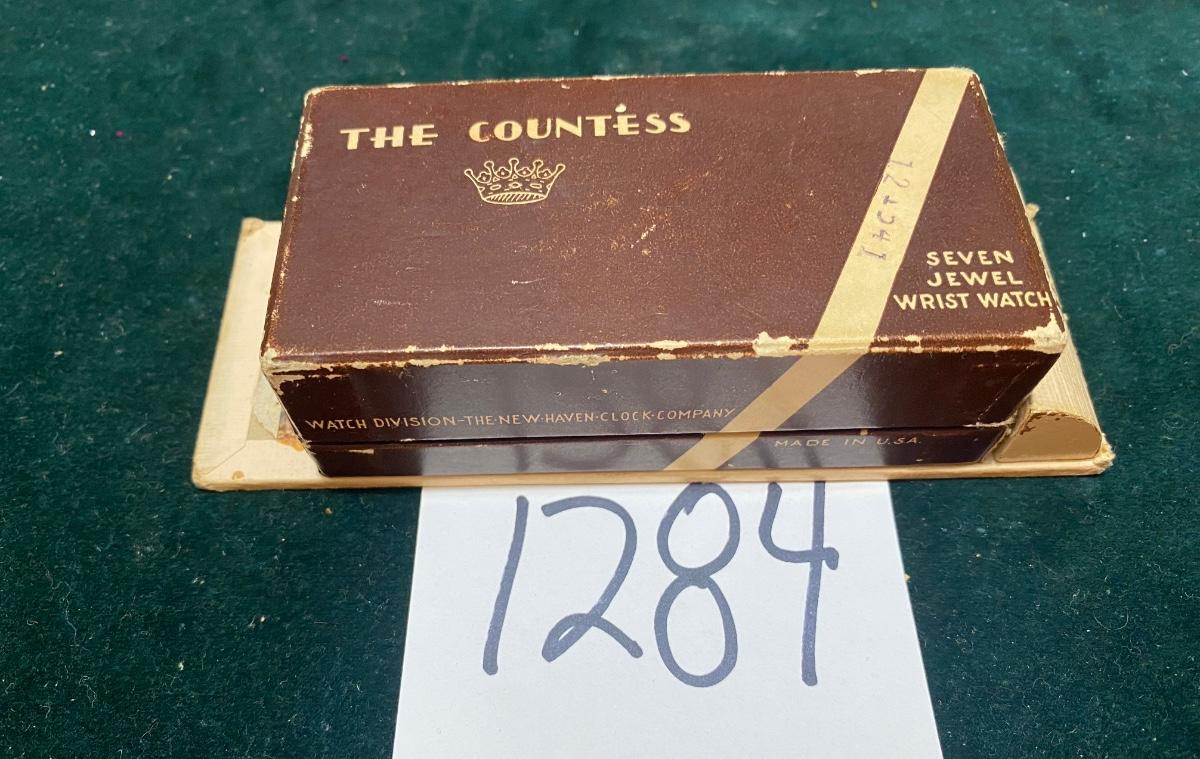 THE COUNTESS
SEVEN
JEWEL
WRIST WATCH
WATCH DIVISION-THE·NEW·HAVEN·CLOCK·COMPANY
MADE IN U.S.A.
1284